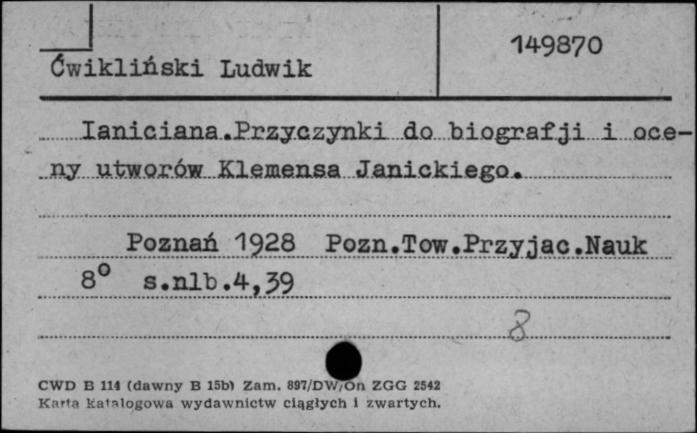 149870
Ćwikliński Ludwik
Ianiciana.Przyczynki do biografji i oce-
ny utworów Klemensa Janickiego.
Poznań 1928 Pozn.Tow.Przyjac.Nauk
8° s.nlb.4,39
8
CWD B 114 (dawny B 15b) Zam. 897/DW/On ZGG 2542
Karta katalogowa wydawnictw ciągłych i zwartych.